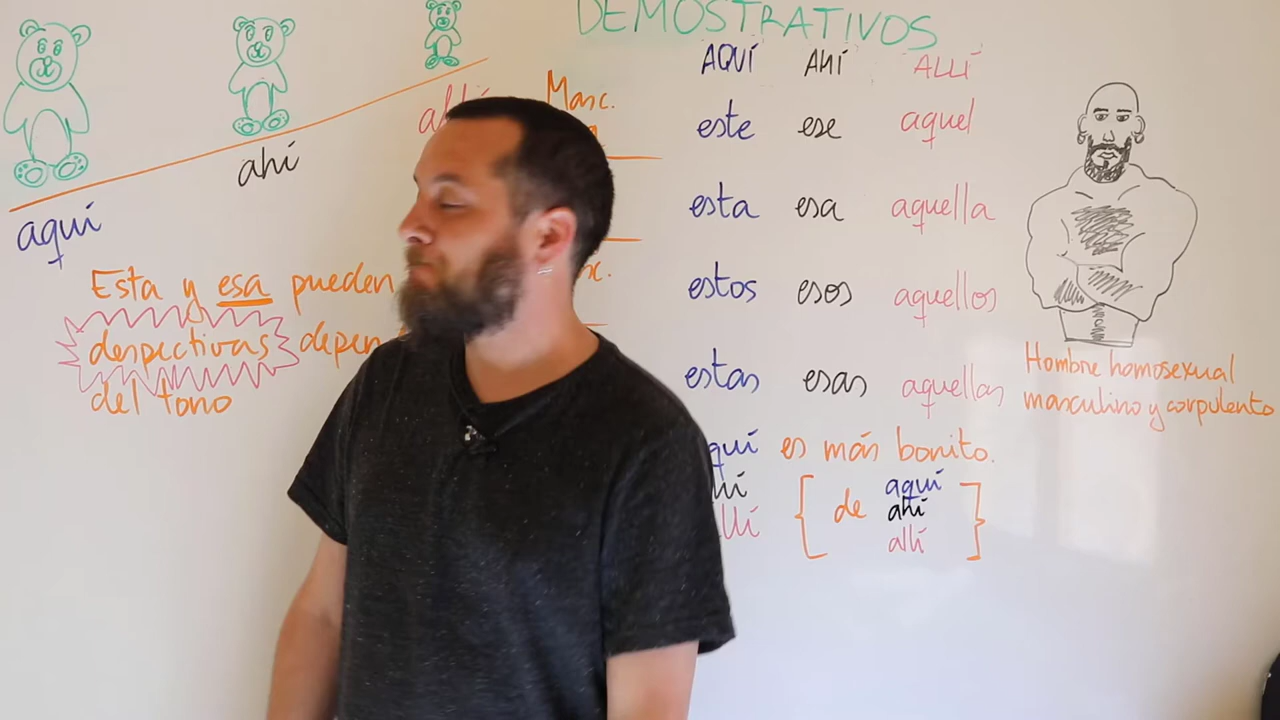 DEMOSTRATIVOS
AQUÍ AHÍ ALLÍ
Masc.
este ese aquel
esta esa aquella
estos esos aquellos
estas esas aquellas
aquí
ahí
Esta y esa pueden
despectivas
del tono
es más bonito.
de aquí
ahí
allí
Hombre homosexual
masculino y corpulento